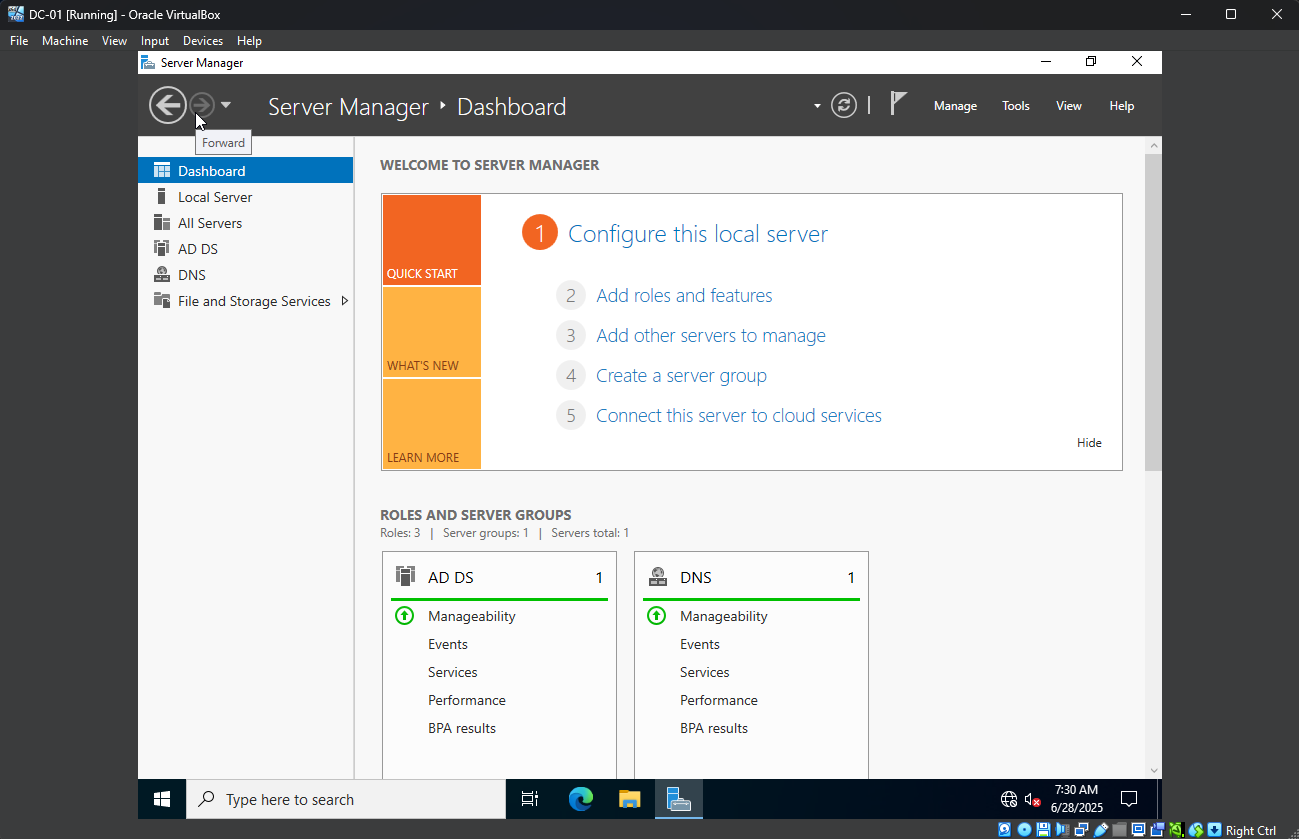 DC-01 [Running] - Oracle VirtualBox
File Machine View Input Devices Help
Server Manager
Server Manager Dashboard
Manage Tools View Help
Forward
Dashboard
Local Server
All Servers
AD DS
DNS
File and Storage Services
WELCOME TO SERVER MANAGER
QUICK START
WHAT'S NEW
LEARN MORE
1 Configure this local server
2 Add roles and features
3 Add other servers to manage
4 Create a server group
5 Connect this server to cloud services
Hide
ROLES AND SERVER GROUPS
Roles: 3 | Server groups: 1 | Servers total: 1
AD DS 1
Manageability
Events
Services
Performance
BPA results
DNS 1
Manageability
Events
Services
Performance
BPA results
Type here to search
7:30 AM
6/28/2025
Right Ctrl